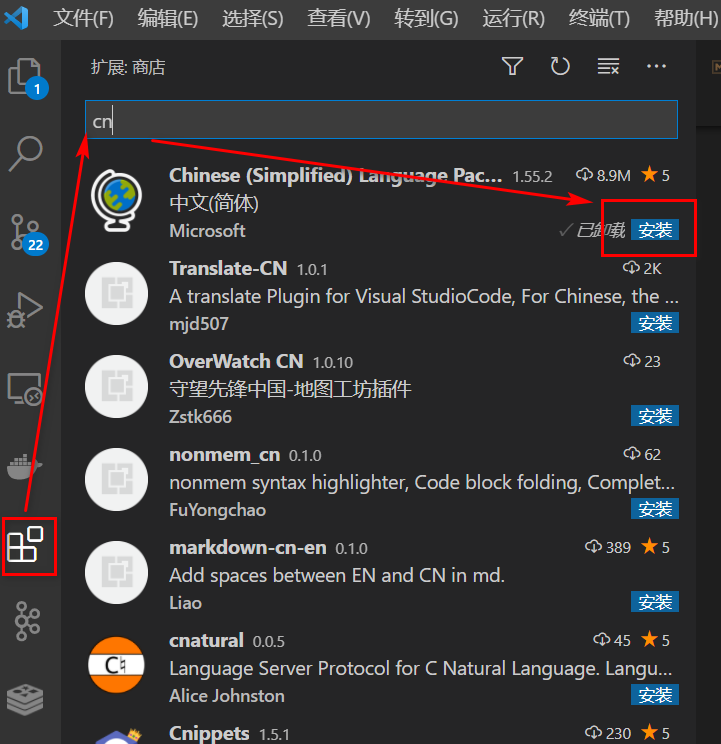 文件(F) 编辑(E) 选择(S) 查看(V) 转到(G) 运行(R) 终端(T) 帮助(H)
扩展: 商店
1
cn
Chinese (Simplified) Language Pac... 1.55.2 8.9M 5
中文(简体)
Microsoft 已卸载 安装
22
Translate-CN 1.0.1 2K
A translate Plugin for Visual StudioCode, For Chinese, the ...
mjd507 安装
OverWatch CN 1.0.10 23
守望先锋中国-地图工坊插件
Zstk666 安装
nonmem_cn 0.1.0 62
nonmem syntax highlighter, Code block folding, Complet...
FuYongchao 安装
markdown-cn-en 0.1.0 389 5
Add spaces between EN and CN in md.
Liao 安装
cnatural 0.0.5 45 5
Language Server Protocol for C Natural Language. Langu...
Alice Johnston 安装
Cnippets 1.5.1 230 5